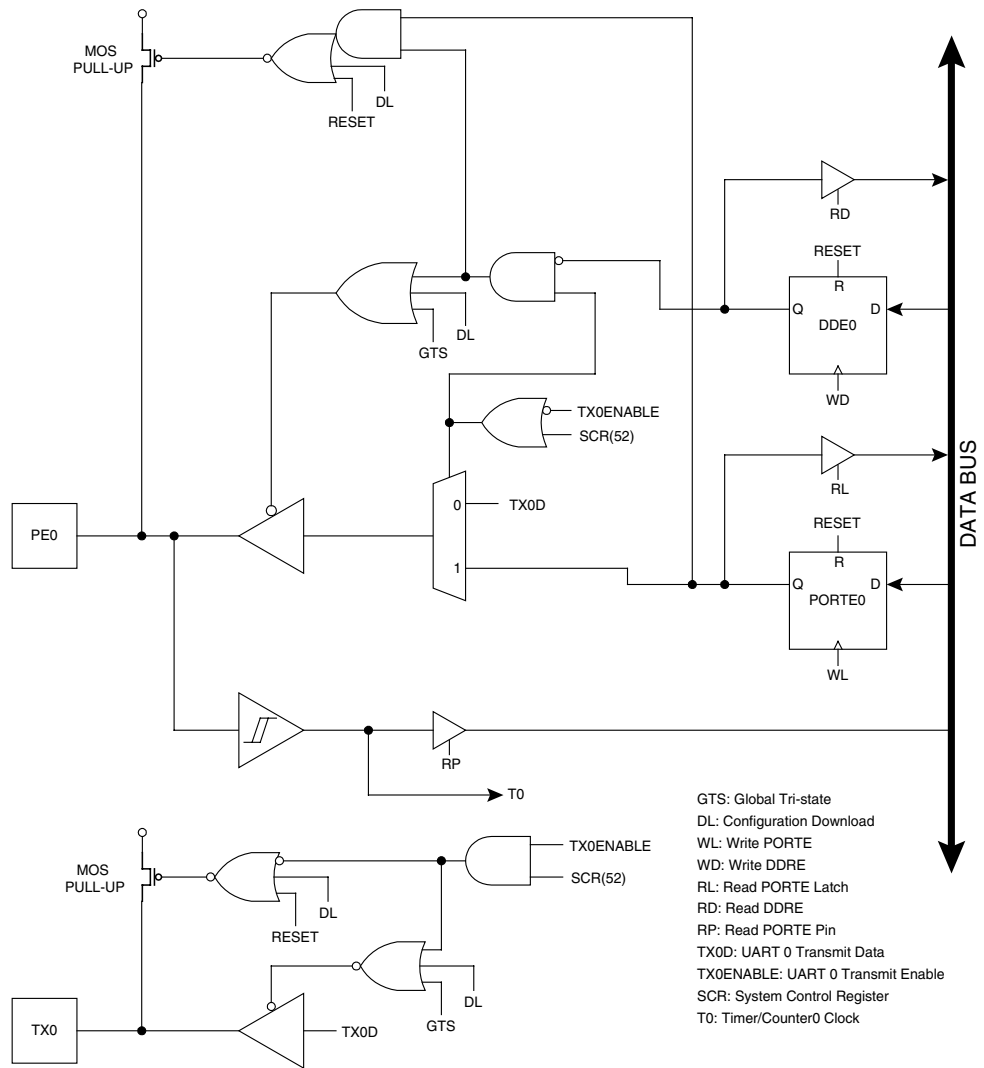 MOS
PULL-UP
DL
RESET
RD
RESET
R
Q
D
DDE0
WD
DL
GTS
TX0ENABLE
SCR(52)
RL
DATA BUS
0
TX0D
RESET
R
PE0
1
Q
D
PORTE0
WL
RP
T0
GTS: Global Tri-state
DL: Configuration Download
WL: Write PORTE
WD: Write DDRE
RL: Read PORTE Latch
RD: Read DDRE
RP: Read PORTE Pin
TX0D: UART 0 Transmit Data
TX0ENABLE: UART 0 Transmit Enable
SCR: System Control Register
T0: Timer/Counter0 Clock
MOS
PULL-UP
TX0ENABLE
SCR(52)
DL
RESET
DL
GTS
TX0
TX0D